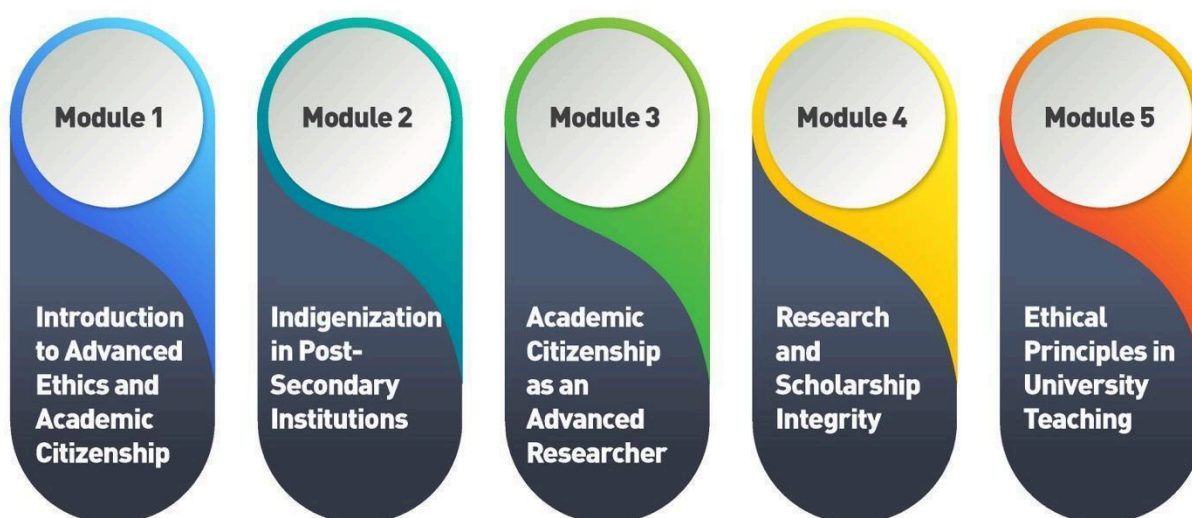 Module 1
Introduction
to Advanced
Ethics and
Academic
Citizenship
Module 2
Indigenization
in Post-
Secondary
Institutions
Module 3
Academic
Citizenship
as an
Advanced
Researcher
Module 4
Research
and
Scholarship
Integrity
Module 5
Ethical
Principles in
University
Teaching